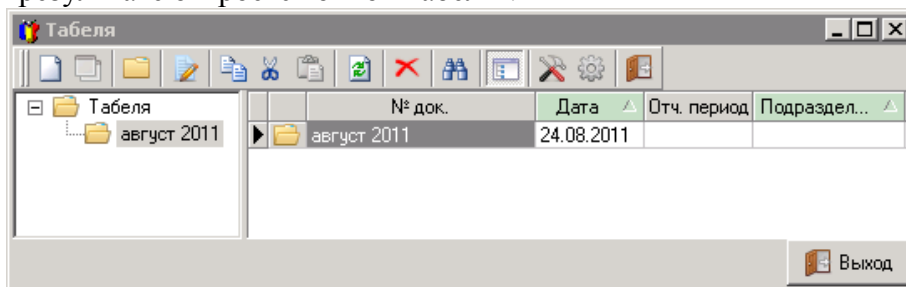 Табеля
Табеля
август 2011
№ док. Дата Отч. период Подраздел...
август 2011 24.08.2011
Выход